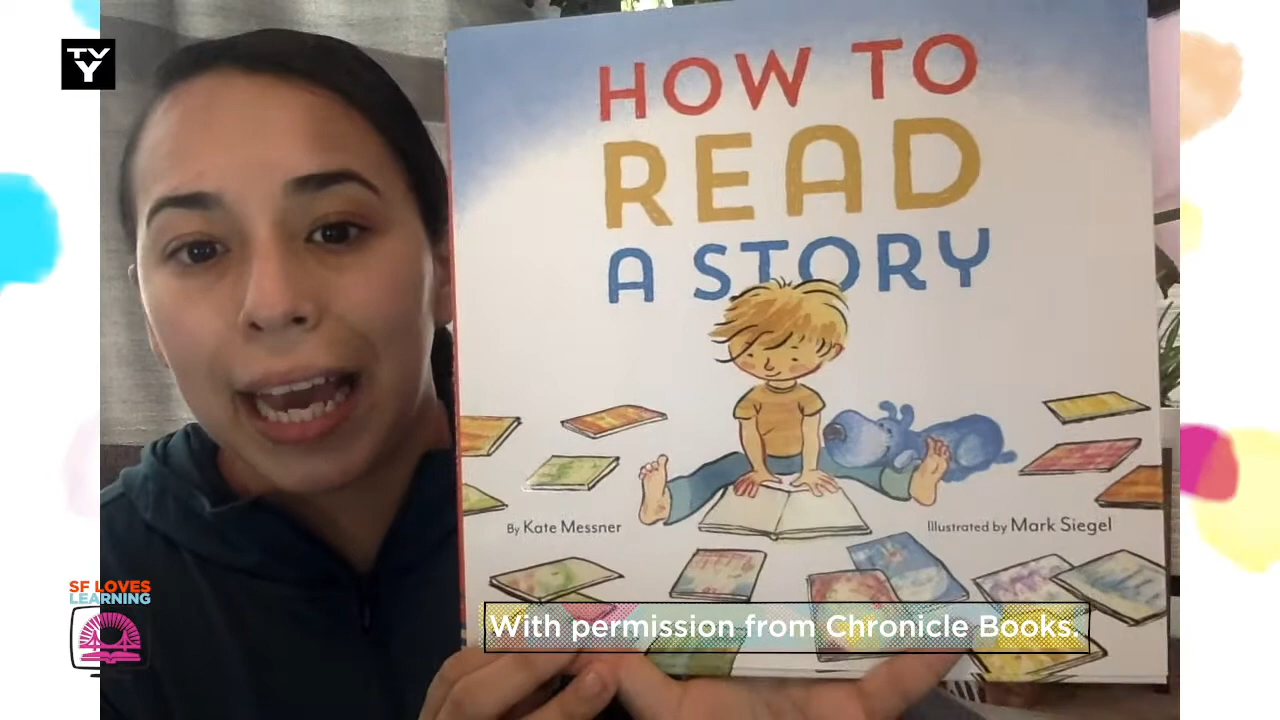 TV
Y
HOW TO
READ
A STORY
By Kate Messner
Illustrated by Mark Siegel
SF LOVES
LEARNING
With permission from Chronicle Books.